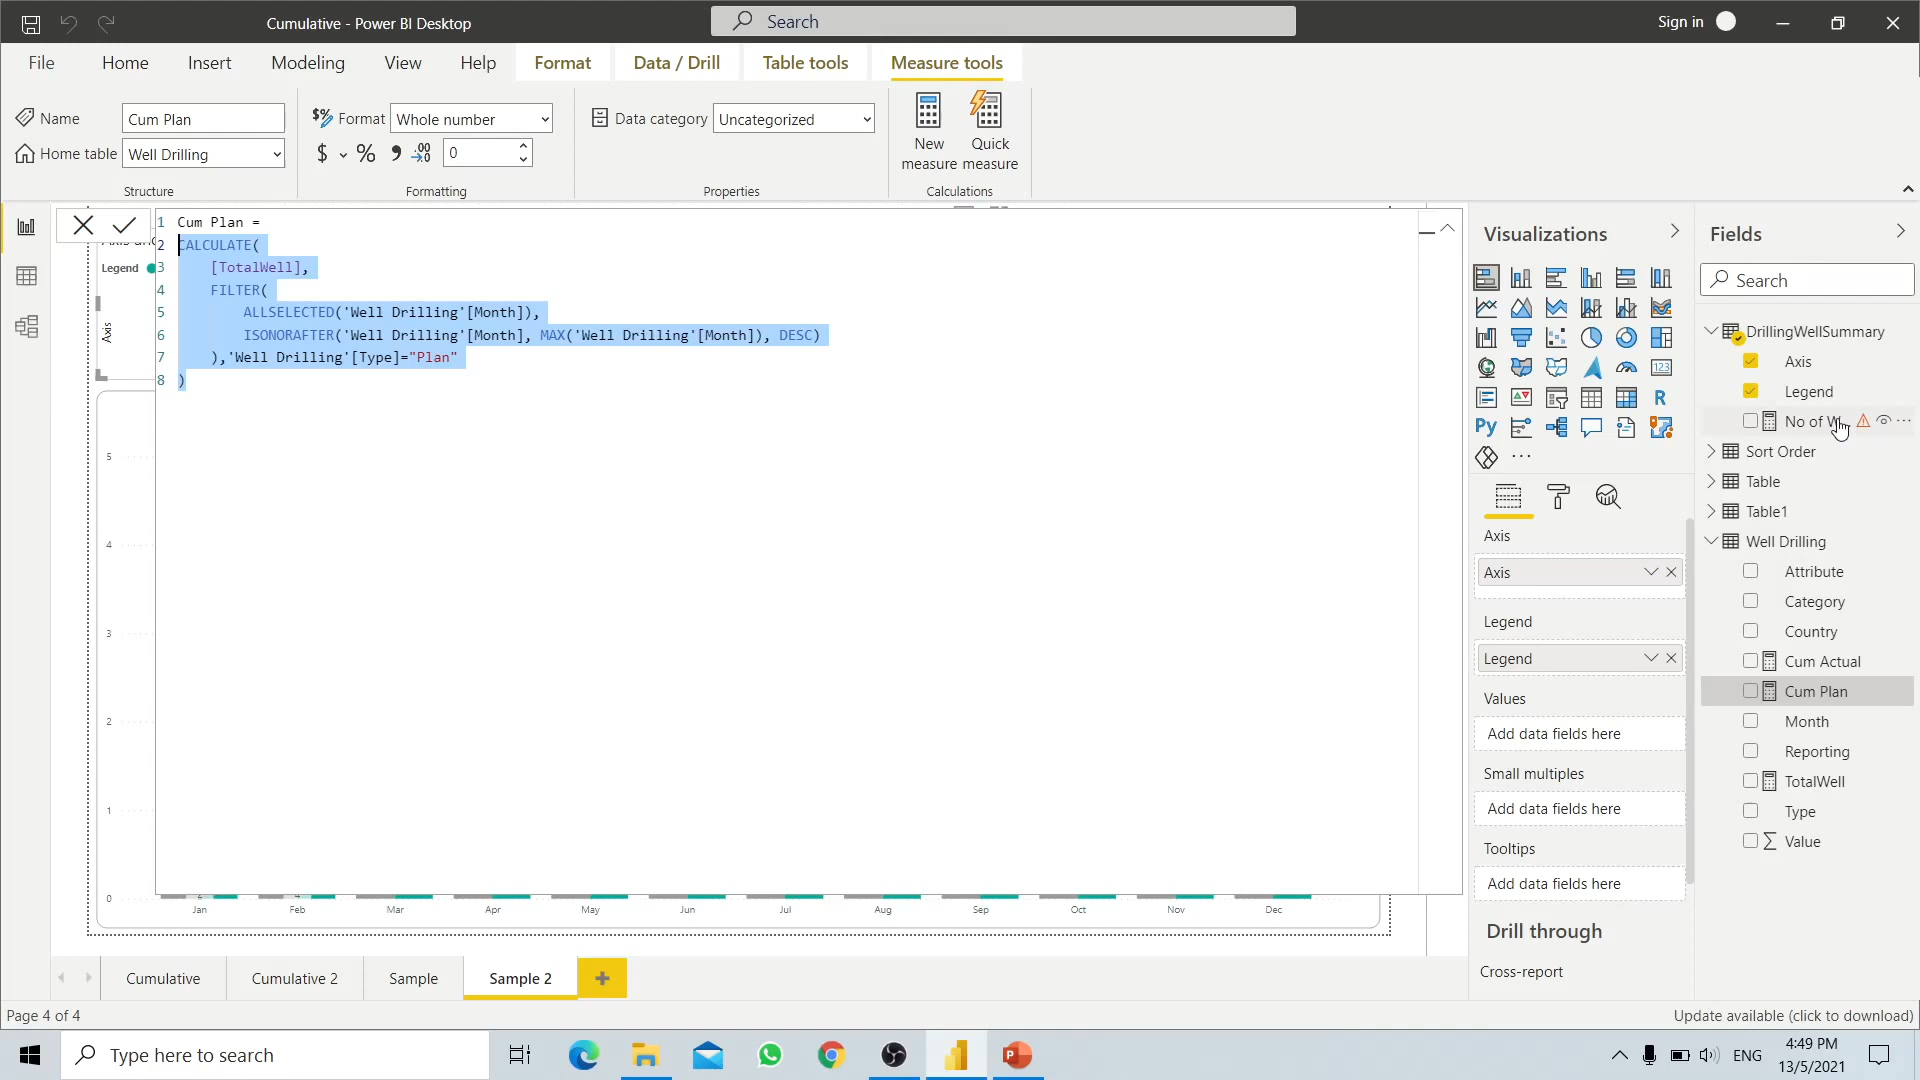 Cumulative - Power BI Desktop
Search
Sign in
File
Home
Insert
Modeling
View
Help
Format
Data / Drill
Table tools
Measure tools
Name
Cum Plan
Home table
Well Drilling
Structure
Format
Whole number
$
%
0
Formatting
Data category
Uncategorized
Properties
New measure
Quick measure
Calculations
1 Cum Plan =
2 CALCULATE(
3 [TotalWell],
4 FILTER(
5 ALLSELECTED('Well Drilling'[Month]),
6 ISONORAFTER('Well Drilling'[Month], MAX('Well Drilling'[Month]), DESC)
7 ),'Well Drilling'[Type]="Plan"
8 )
Legend
Axis
5
4
3
2
1
0
Jan
Feb
Mar
Apr
May
Jun
Jul
Aug
Sep
Oct
Nov
Dec
Visualizations
Axis
Axis
Legend
Legend
Values
Add data fields here
Small multiples
Add data fields here
Tooltips
Add data fields here
Drill through
Cross-report
Fields
Search
DrillingWellSummary
Axis
Legend
No of W...
Sort Order
Table
Table1
Well Drilling
Attribute
Category
Country
Cum Actual
Cum Plan
Month
Reporting
TotalWell
Type
Value
Cumulative
Cumulative 2
Sample
Sample 2
Page 4 of 4
Update available (click to download)
Type here to search
ENG
4:49 PM
13/5/2021